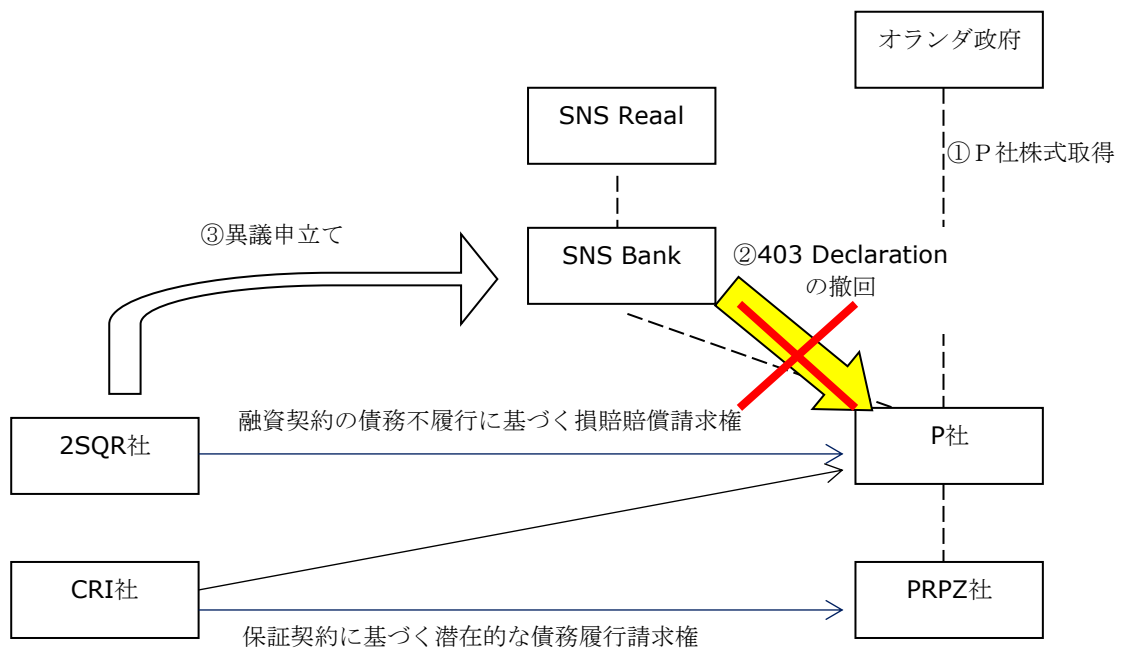 オランダ政府
SNS Reaal
①Ｐ社株式取得
③異議申立て
SNS Bank
②403 Declaration
の撤回
融資契約の債務不履行に基づく損賠賠償請求権
2SQR社
P社
CRI社
PRPZ社
保証契約に基づく潜在的な債務履行請求権